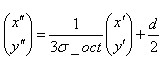 (x″ y″) = 1/(3σ_oct) (x′ y′) + d/2